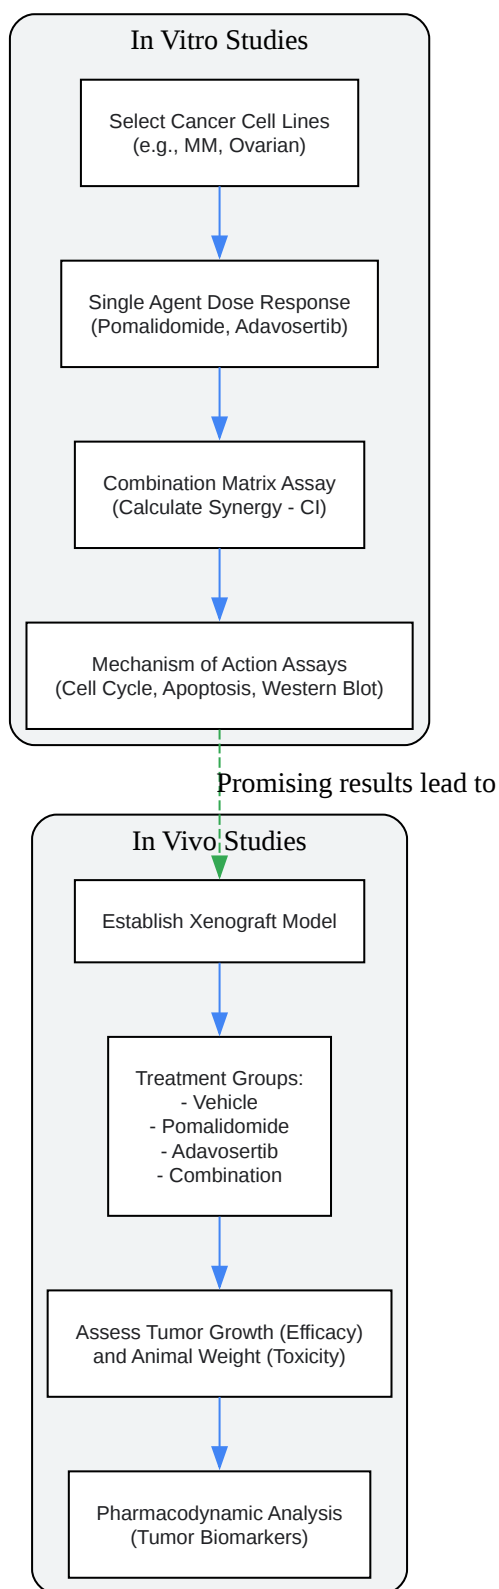 In Vitro Studies
Select Cancer Cell Lines
(e.g., MM, Ovarian)
Single Agent Dose Response
(Pomalidomide, Adavosertib)
Combination Matrix Assay
(Calculate Synergy - CI)
Mechanism of Action Assays
(Cell Cycle, Apoptosis, Western Blot)
Promising results lead to
In Vivo Studies
Establish Xenograft Model
Treatment Groups:
- Vehicle
- Pomalidomide
- Adavosertib
- Combination
Assess Tumor Growth (Efficacy)
and Animal Weight (Toxicity)
Pharmacodynamic Analysis
(Tumor Biomarkers)